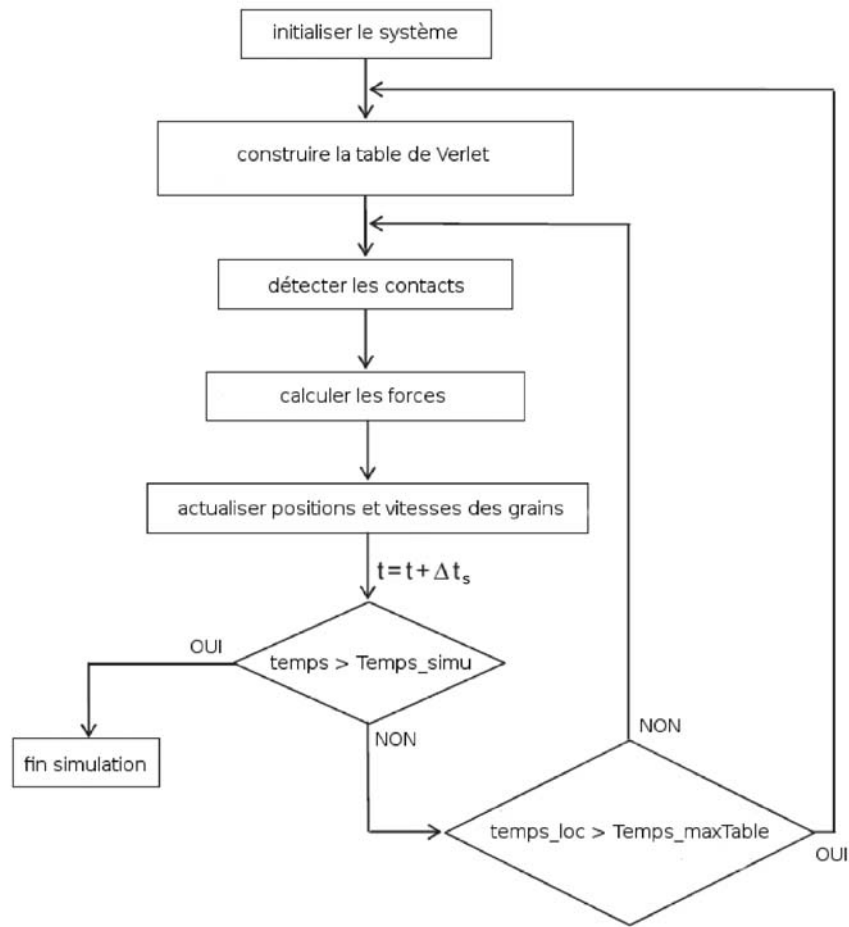 initialiser le système
construire la table de Verlet
détecter les contacts
calculer les forces
actualiser positions et vitesses des grains
t=t+Δtₛ
OUI
temps > Temps_simu
NON
fin simulation
NON
temps_loc > Temps_maxTable
OUI